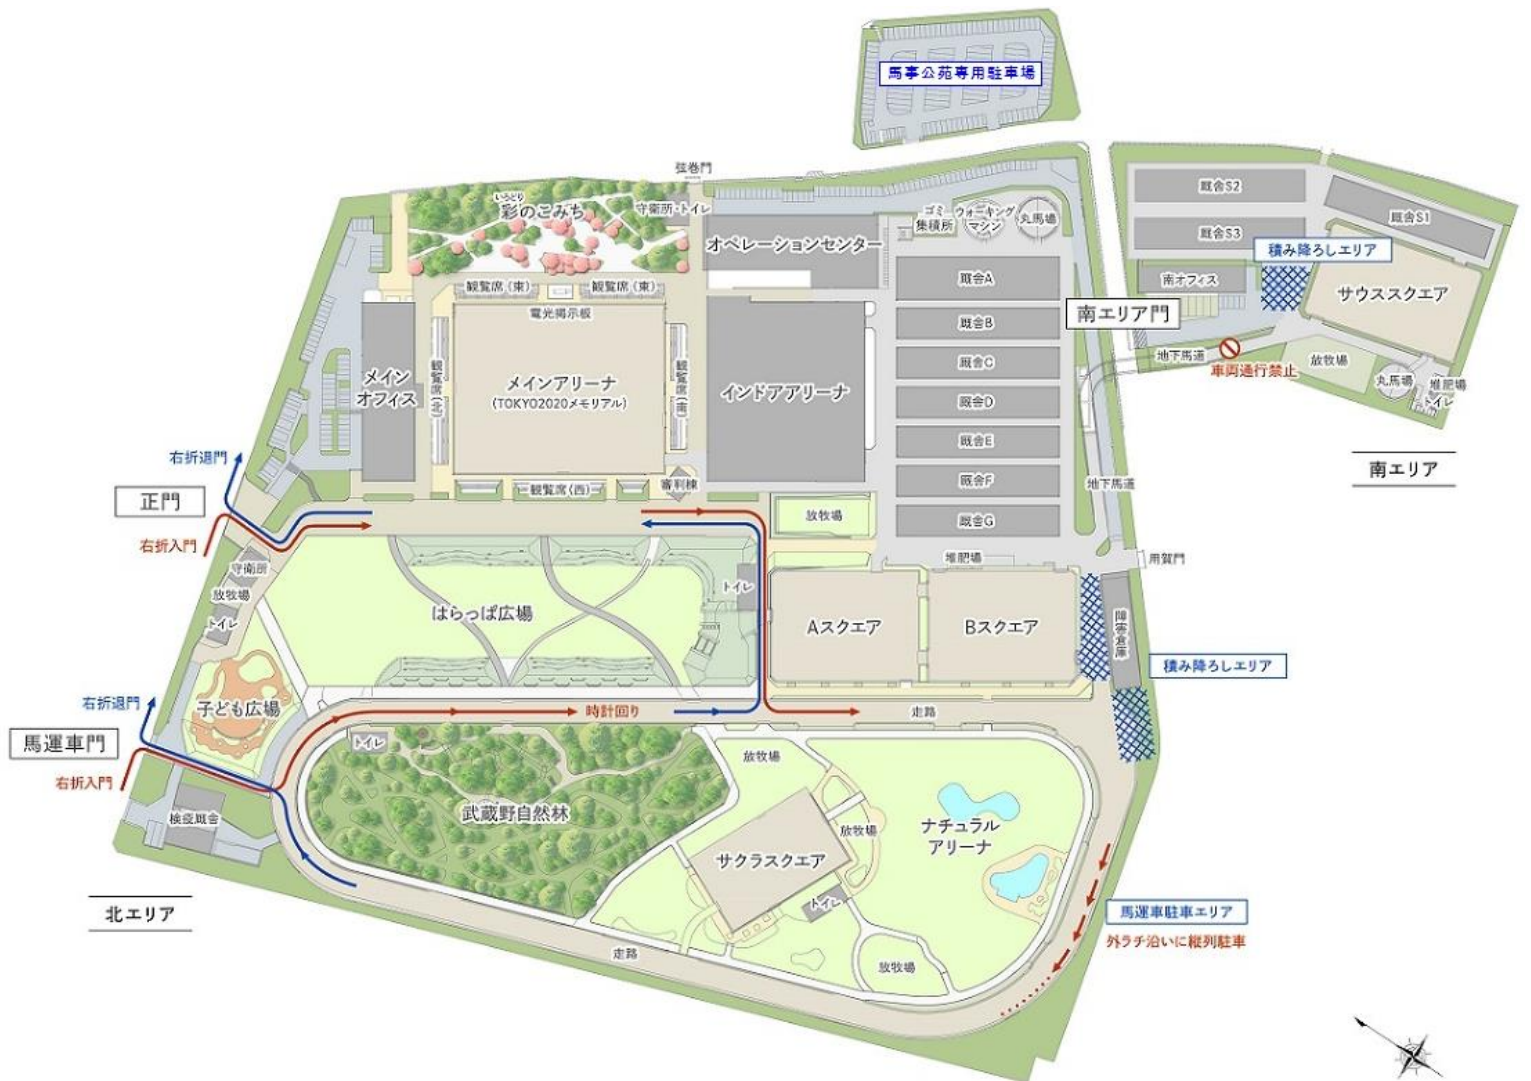 馬事公苑専用駐車場
弦巻門
いろどり
彩のこみち
守衛所・トイレ
オペレーションセンター
ゴミ
集積所
ウォーキング
マシン
丸馬場
厩舎S2
厩舎S1
厩舎S3
積み降ろしエリア
南オフィス
サウススクエア
観覧席(東)
観覧席(東)
電光掲示板
厩舎A
厩舎B
厩舎C
厩舎D
厩舎E
厩舎F
厩舎G
南エリア門
地下馬道
車両通行禁止
放牧場
丸馬場
堆肥場
トイレ
南エリア
メイン
オフィス
観覧席(北)
メインアリーナ
(TOKYO2020メモリアル)
観覧席(南)
インドアアリーナ
観覧席(西)
審判棟
地下馬道
右折退門
正門
右折入門
放牧場
堆肥場
用賀門
守衛所
放牧場
トイレ
はらっぱ広場
トイレ
Aスクエア
Bスクエア
障害倉庫
積み降ろしエリア
子ども広場
右折退門
馬運車門
右折入門
時計回り
走路
トイレ
放牧場
検疫厩舎
武蔵野自然林
サクラスクエア
放牧場
ナチュラル
アリーナ
トイレ
北エリア
馬運車駐車エリア
外ラチ沿いに縦列駐車
走路
放牧場